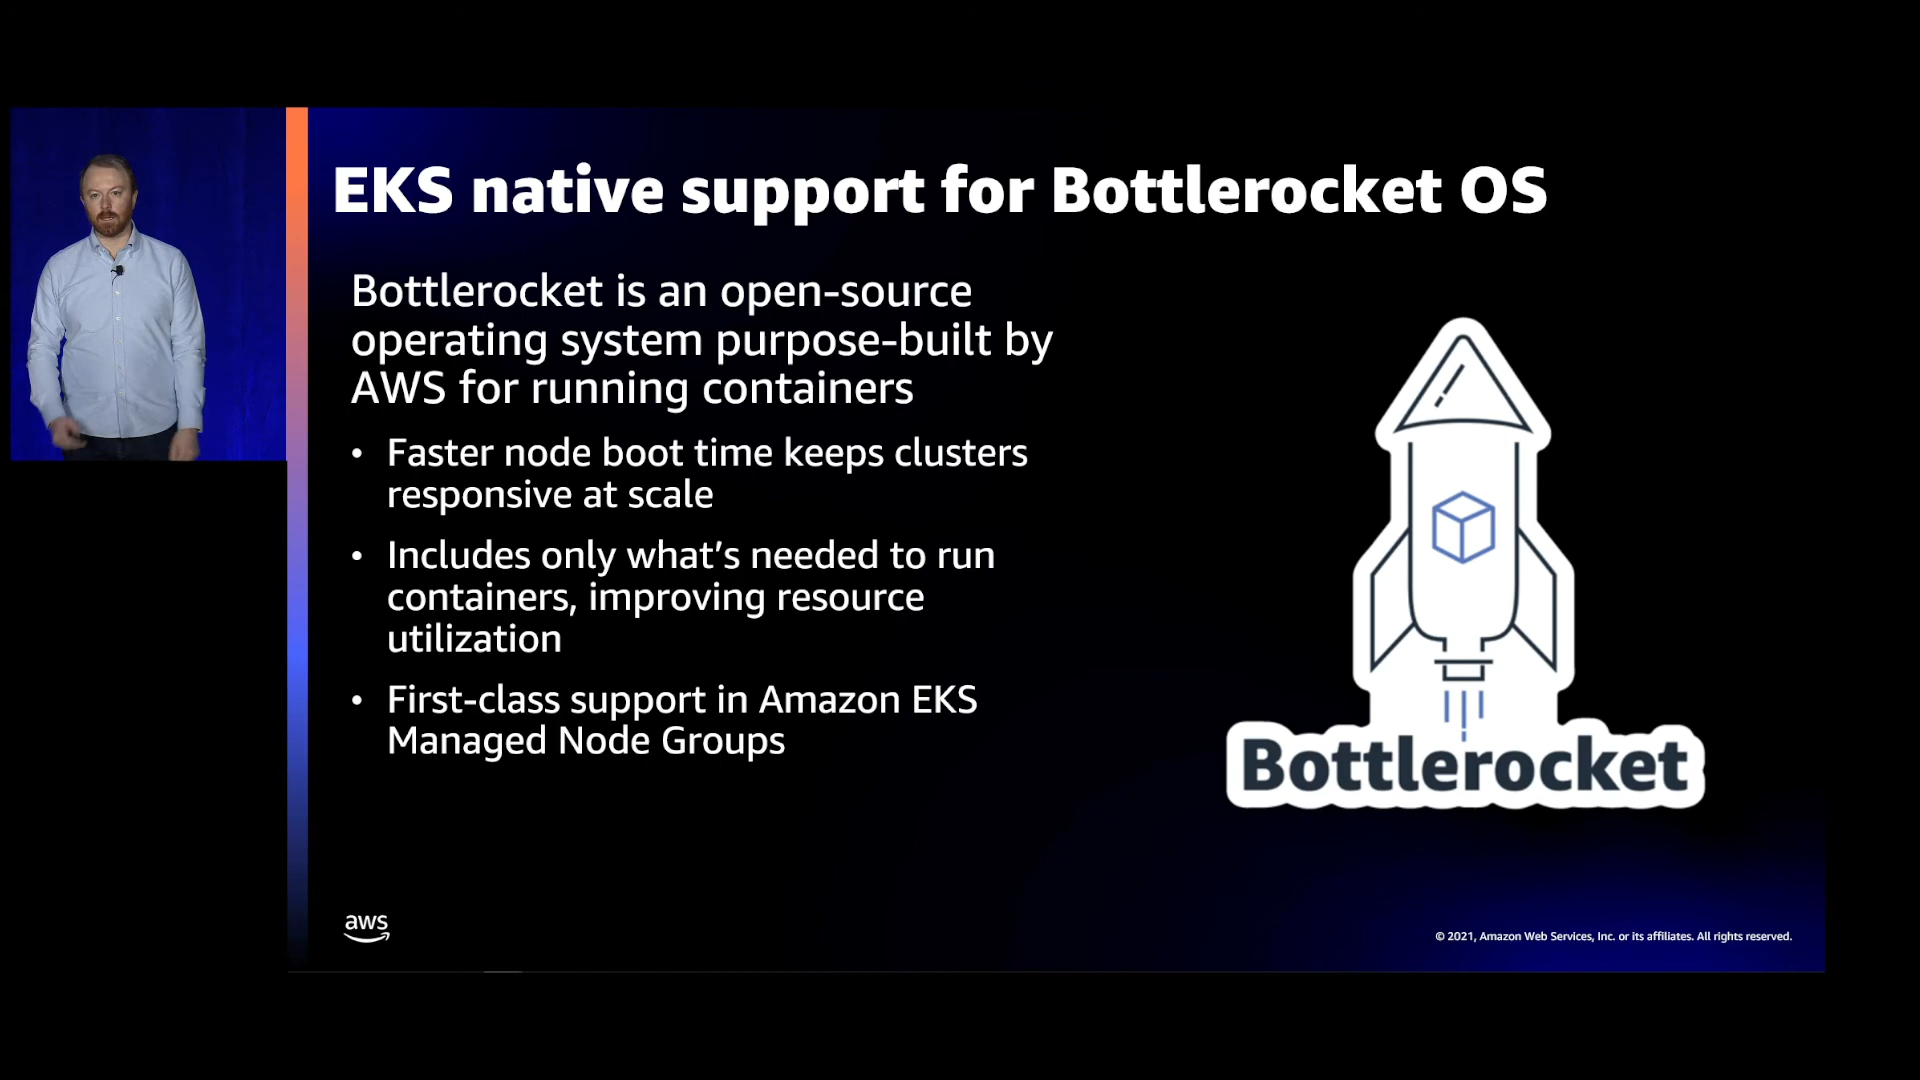 EKS native support for Bottlerocket OS
Bottlerocket is an open-source
operating system purpose-built by
AWS for running containers
• Faster node boot time keeps clusters
responsive at scale
• Includes only what’s needed to run
containers, improving resource
utilization
• First-class support in Amazon EKS
Managed Node Groups
Bottlerocket
aws
© 2021, Amazon Web Services, Inc. or its affiliates. All rights reserved.